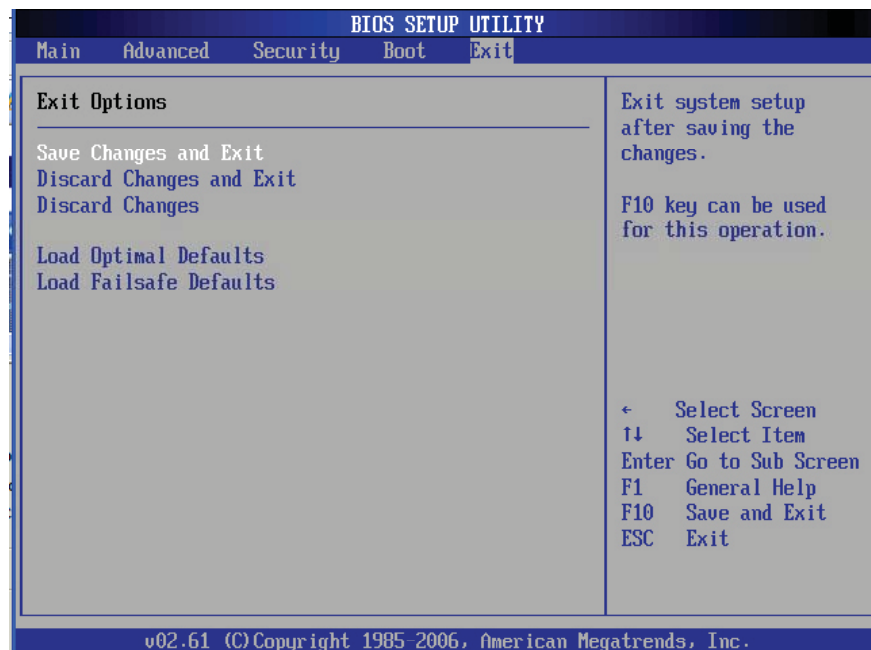 BIOS SETUP UTILITY
Main Advanced Security Boot Exit
Exit Options
Save Changes and Exit
Discard Changes and Exit
Discard Changes
Load Optimal Defaults
Load Failsafe Defaults
Exit system setup
after saving the
changes.
F10 key can be used
for this operation.
← Select Screen
↑↓ Select Item
Enter Go to Sub Screen
F1 General Help
F10 Save and Exit
ESC Exit
v02.61 (C)Copyright 1985-2006, American Megatrends, Inc.